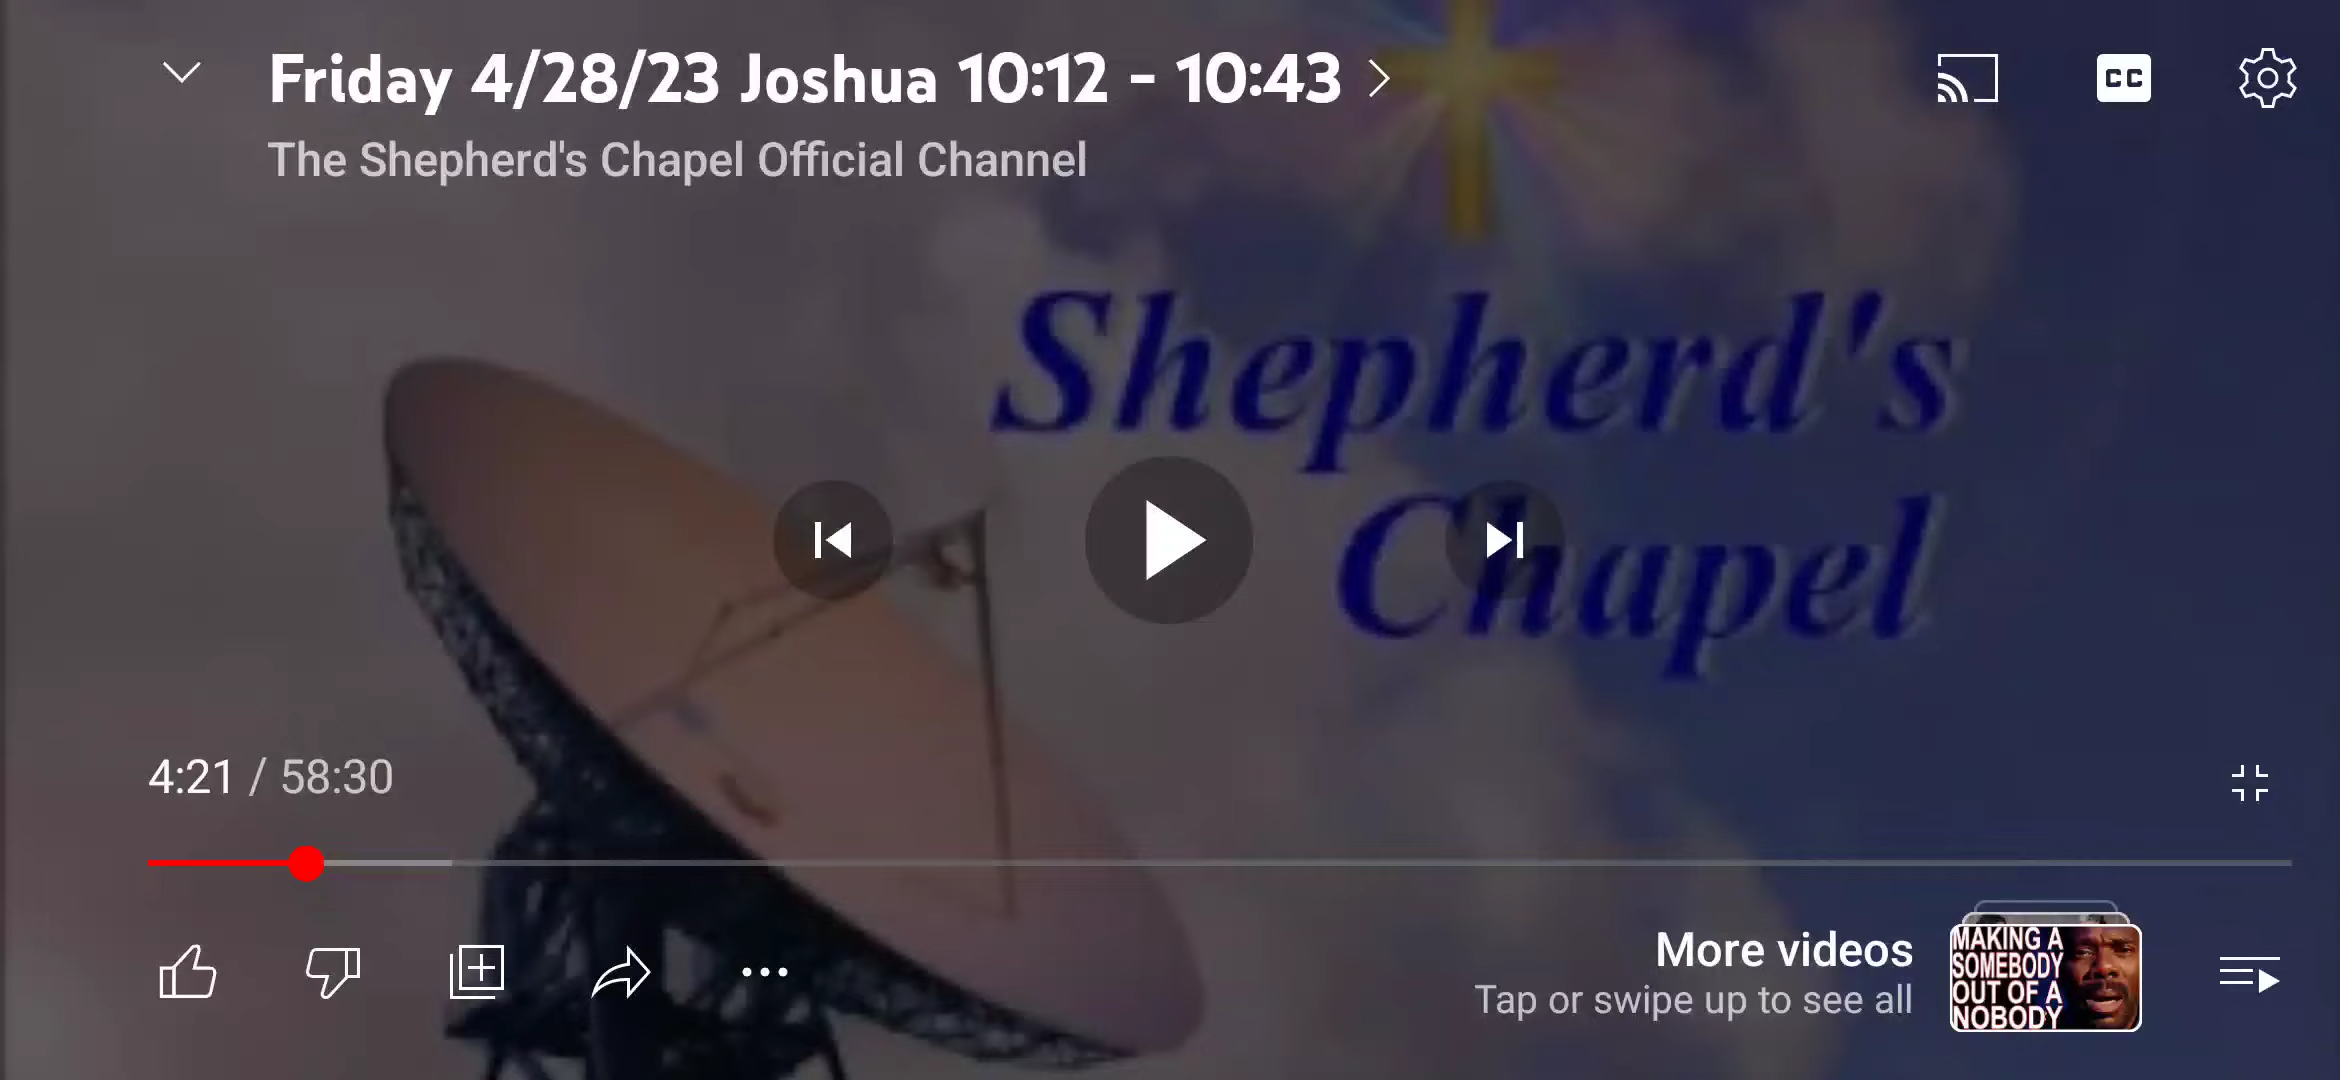 Friday 4/28/23 Joshua 10:12 - 10:43
CC
The Shepherd's Chapel Official Channel
Shepherd's
Chapel
4:21 / 58:30
More videos
Tap or swipe up to see all
MAKING A
SOMEBODY
OUT OF A
NOBODY